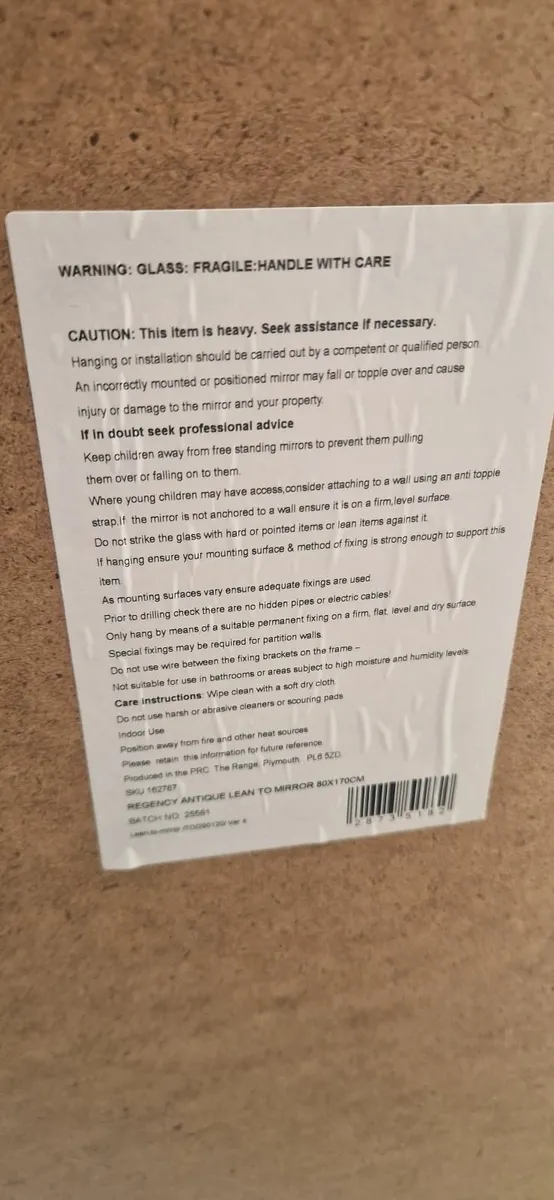 WARNING: GLASS: FRAGILE:HANDLE WITH CARE
CAUTION: This item is heavy. Seek assistance if necessary.
Hanging or installation should be carried out by a competent or qualified person.
An incorrectly mounted or positioned mirror may fall or topple over and cause
injury or damage to the mirror and your property.
If in doubt seek professional advice
Keep children away from free standing mirrors to prevent them pulling
them over or falling on to them.
Where young children may have access,consider attaching to a wall using an anti topple
strap.If the mirror is not anchored to a wall ensure it is on a firm,level surface.
Do not strike the glass with hard or pointed items or lean items against it.
If hanging ensure your mounting surface & method of fixing is strong enough to support this
item.
As mounting surfaces vary ensure adequate fixings are used.
Prior to drilling check there are no hidden pipes or electric cables!
Only hang by means of a suitable permanent fixing on a firm, flat, level and dry surface.
Special fixings may be required for partition walls.
Do not use wire between the fixing brackets on the frame –
Not suitable for use in bathrooms or areas subject to high moisture and humidity levels
Care instructions: Wipe clean with a soft dry cloth.
Do not use harsh or abrasive cleaners or scouring pads.
Indoor Use
Position away from fire and other heat sources
Please retain this information for future reference.
Produced in the PRC. The Range, Plymouth, PL6 5ZD.
SKU 162767
REGENCY ANTIQUE LEAN TO MIRROR 80X170CM
BATCH NO. 25561
Ver 4